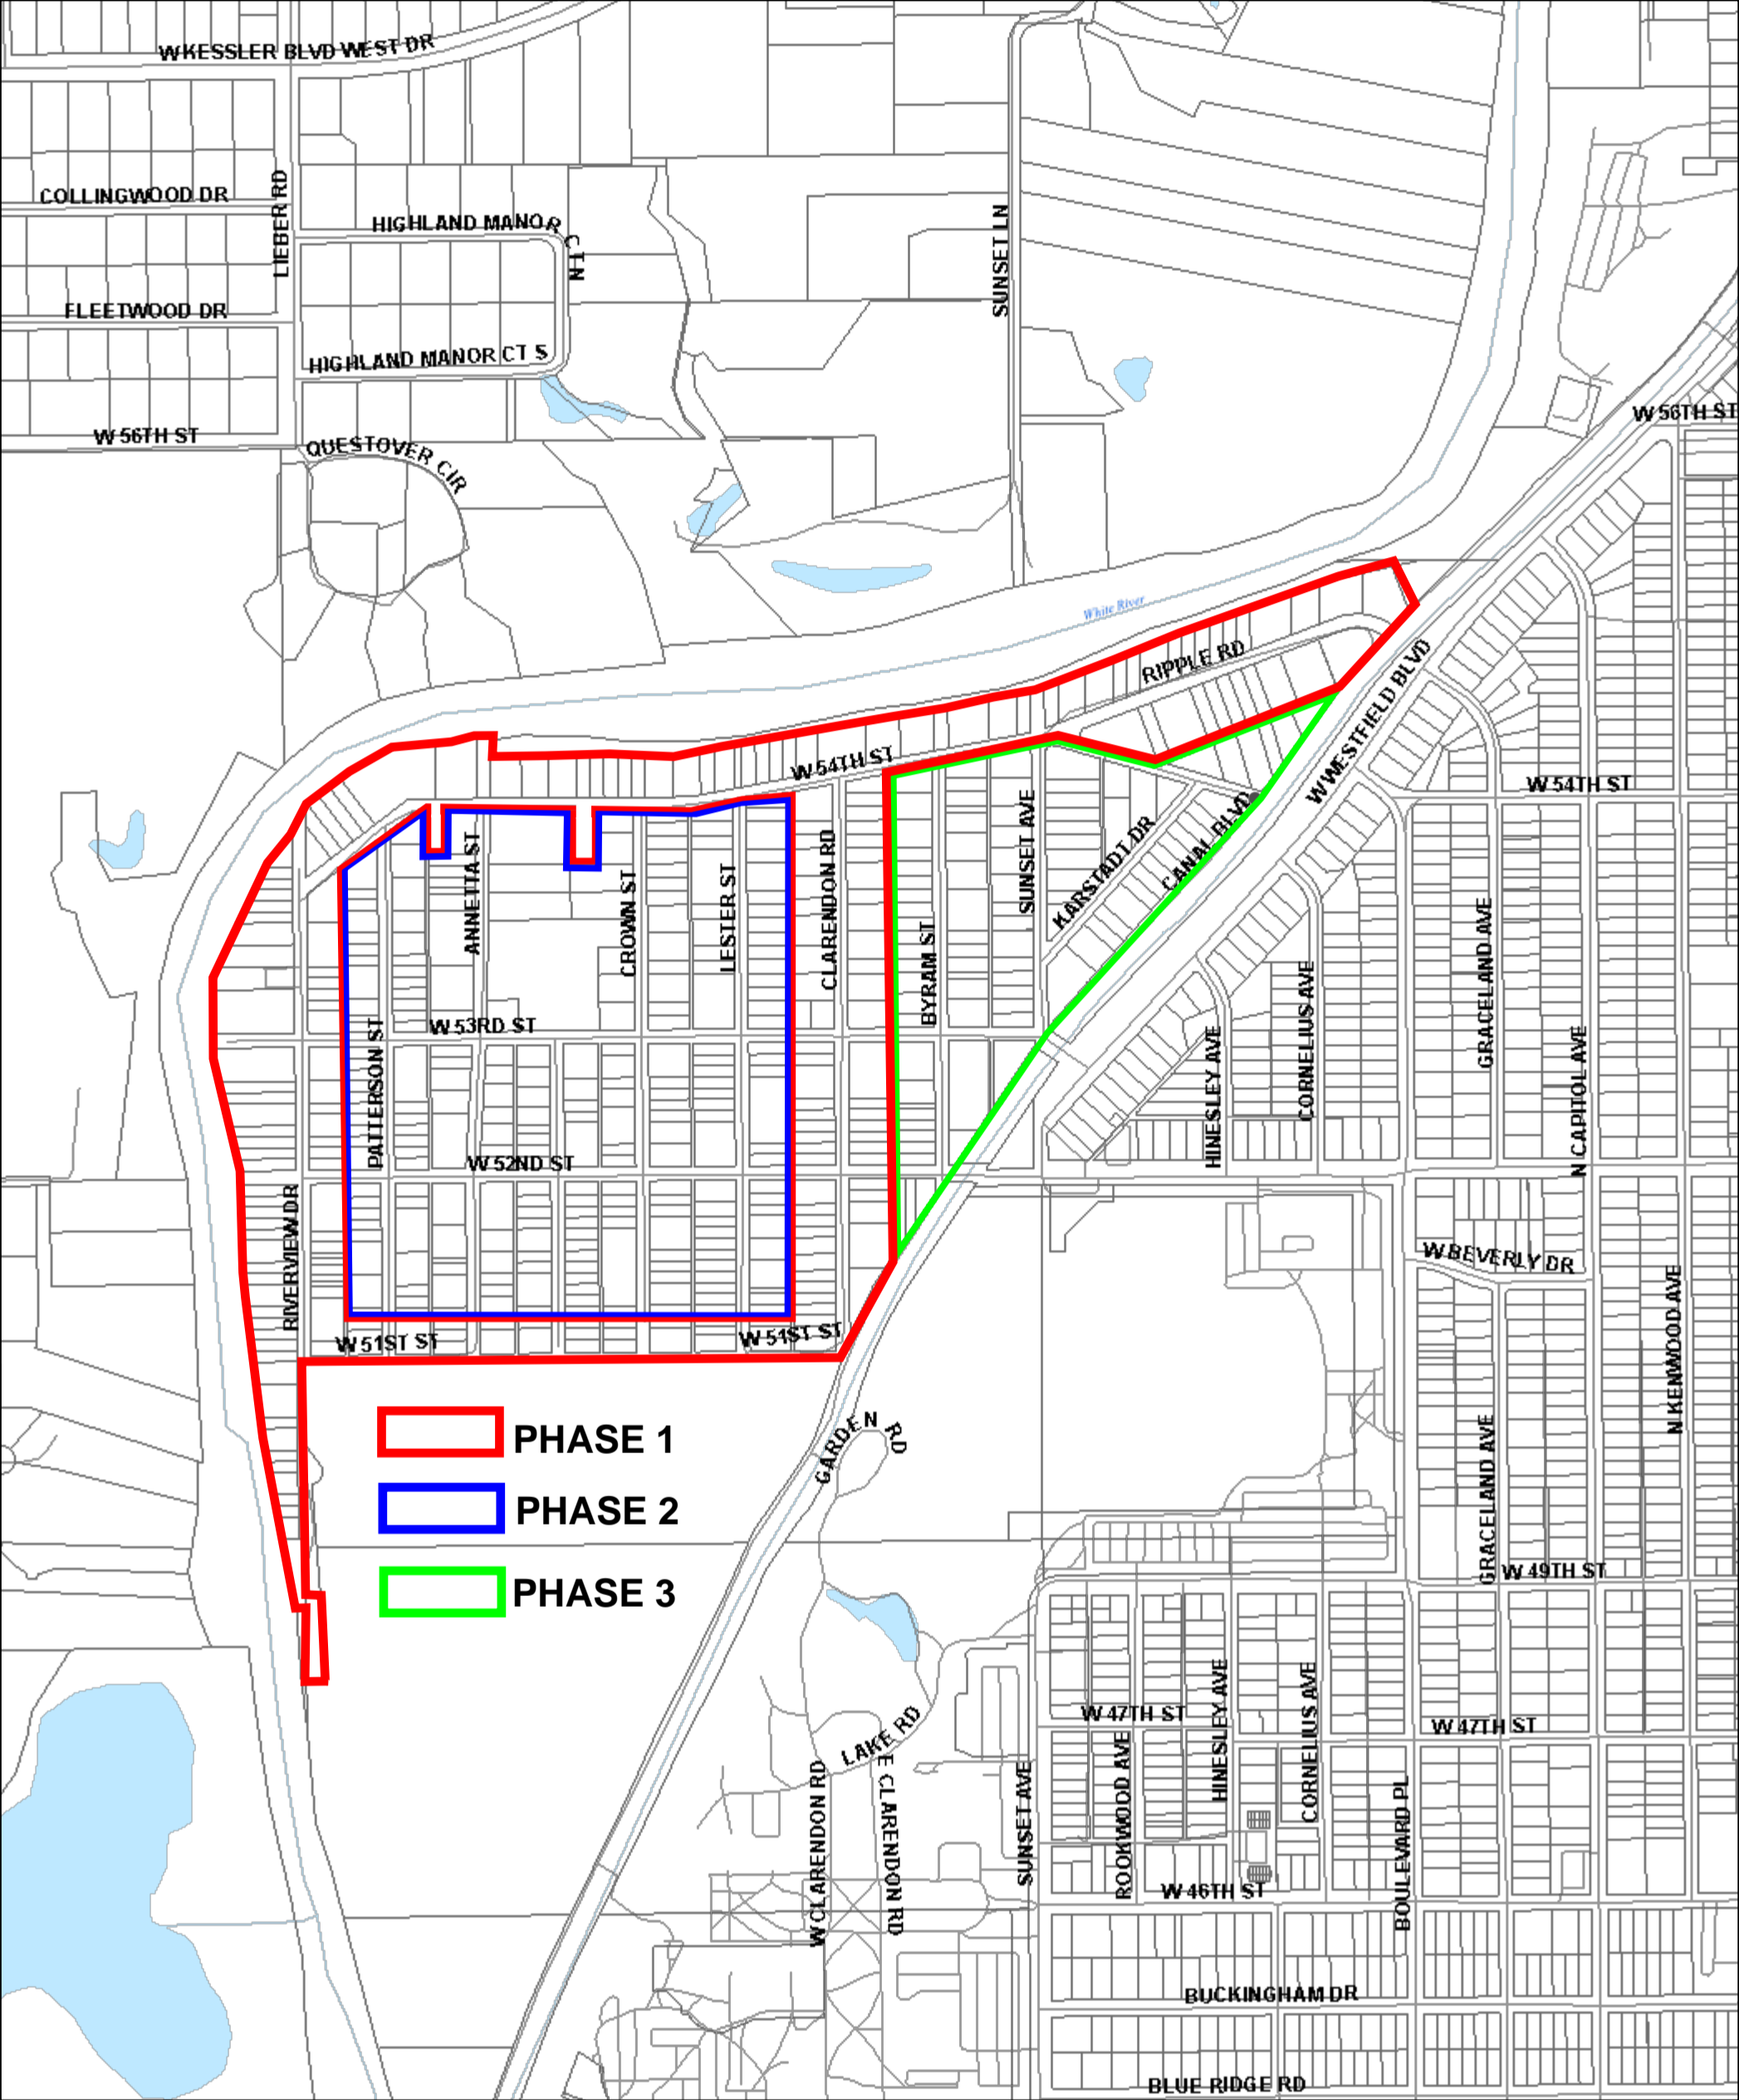 W KESSLER BLVD WEST DR
COLLINGWOOD DR
LIEBER RD
HIGHLAND MANOR CT N
SUNSET LN
FLEETWOOD DR
HIGHLAND MANOR CT S
W 56TH ST
W 56TH ST
QUESTOVER CIR
White River
RIPPLE RD
W WESTFIELD BLVD
W 54TH ST
W 54TH ST
ANNETTA ST
CROWN ST
LESTER ST
CLARENDON RD
BYRAM ST
SUNSET AVE
KARSTADT DR
CANAL BLVD
GRACELAND AVE
CORNELIUS AVE
HINESLEY AVE
N CAPITOL AVE
W 53RD ST
PATTERSON ST
W 52ND ST
RIVERVIEW DR
W BEVERLY DR
N KENWOOD AVE
W 51ST ST
W 51ST ST
GARDEN RD
PHASE 1
PHASE 2
PHASE 3
GRACELAND AVE
W 49TH ST
W 47TH ST
W 47TH ST
HINESLEY AVE
CORNELIUS AVE
LAKE RD
W CLARENDON RD
E CLARENDON RD
SUNSET AVE
ROOKWOOD AVE
BOULEVARD PL
W 46TH ST
BUCKINGHAM DR
BLUE RIDGE RD